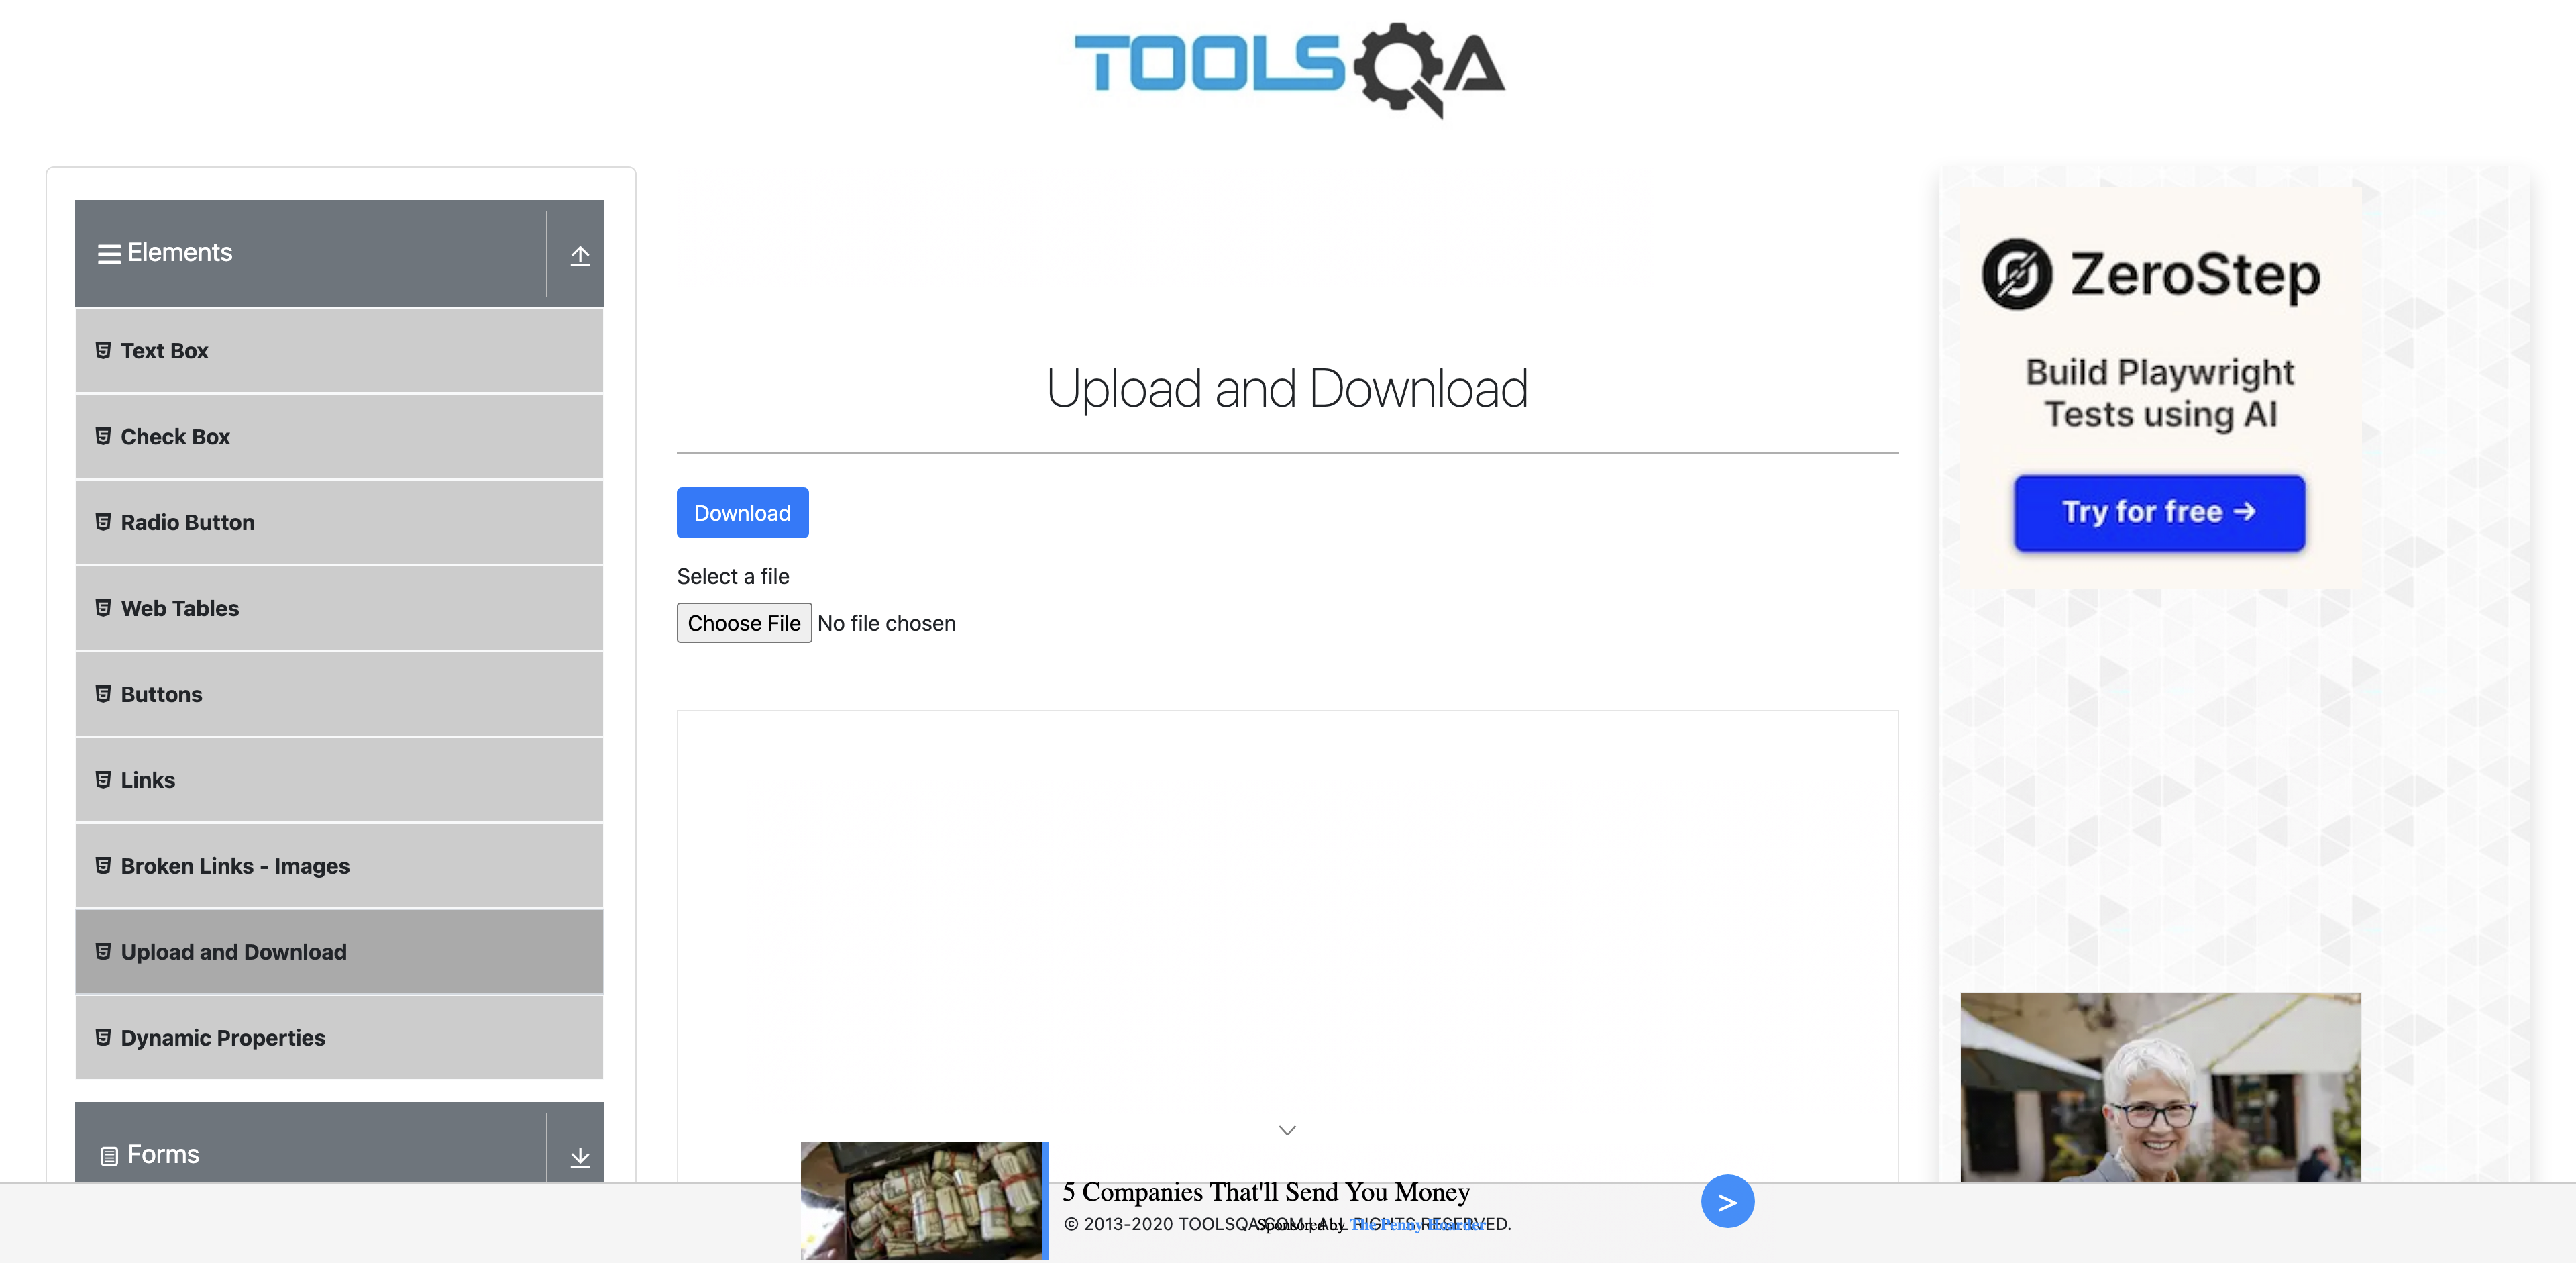 TOOLSQA
Elements
Text Box
Check Box
Radio Button
Web Tables
Buttons
Links
Broken Links - Images
Upload and Download
Dynamic Properties
Forms
Upload and Download
Download
Select a file
Choose File No file chosen
ZeroStep
Build Playwright
Tests using AI
Try for free →
5 Companies That'll Send You Money
© 2013-2020 TOOLSQA.COM ALL RIGHTS RESERVED.
Sponsored by The Penny Hoarder